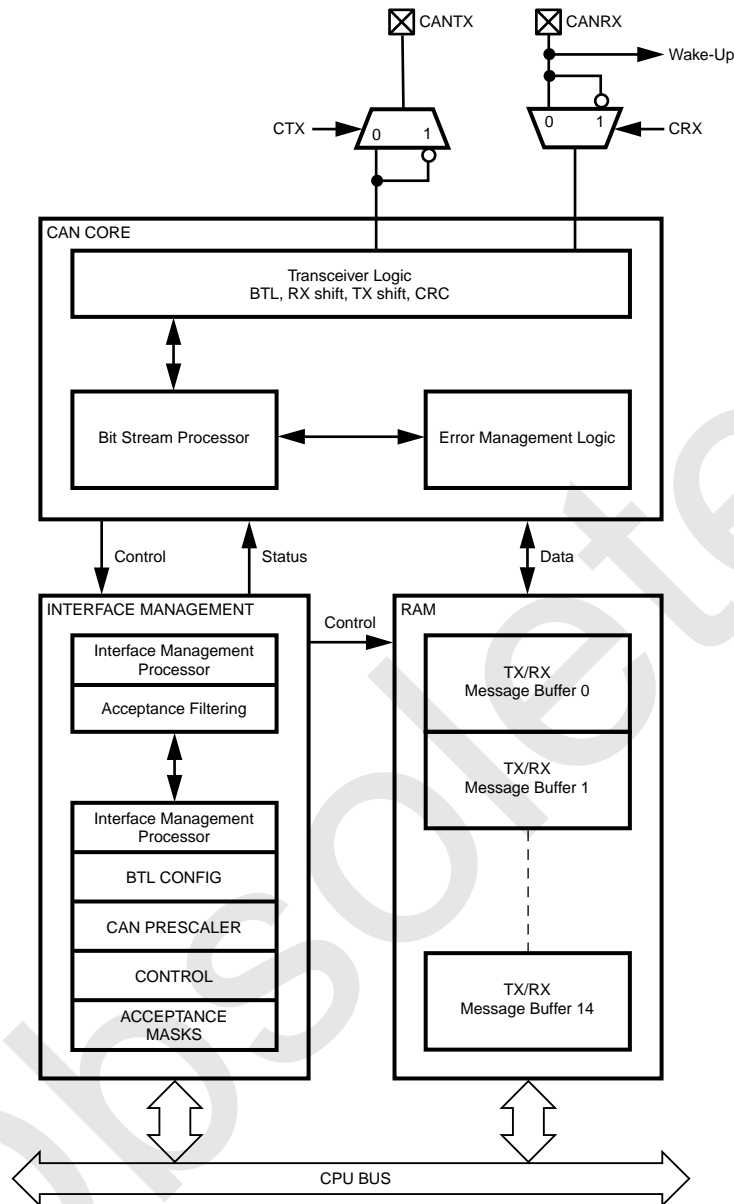 CANTX
CANRX
Wake-Up
CTX
0 1
0 1
CRX
CAN CORE
Transceiver Logic
BTL, RX shift, TX shift, CRC
Bit Stream Processor
Error Management Logic
Control
Status
Data
INTERFACE MANAGEMENT
Interface Management
Processor
Acceptance Filtering
Interface Management
Processor
BTL CONFIG
CAN PRESCALER
CONTROL
ACCEPTANCE
MASKS
Control
RAM
TX/RX
Message Buffer 0
TX/RX
Message Buffer 1
TX/RX
Message Buffer 14
CPU BUS
obsolete